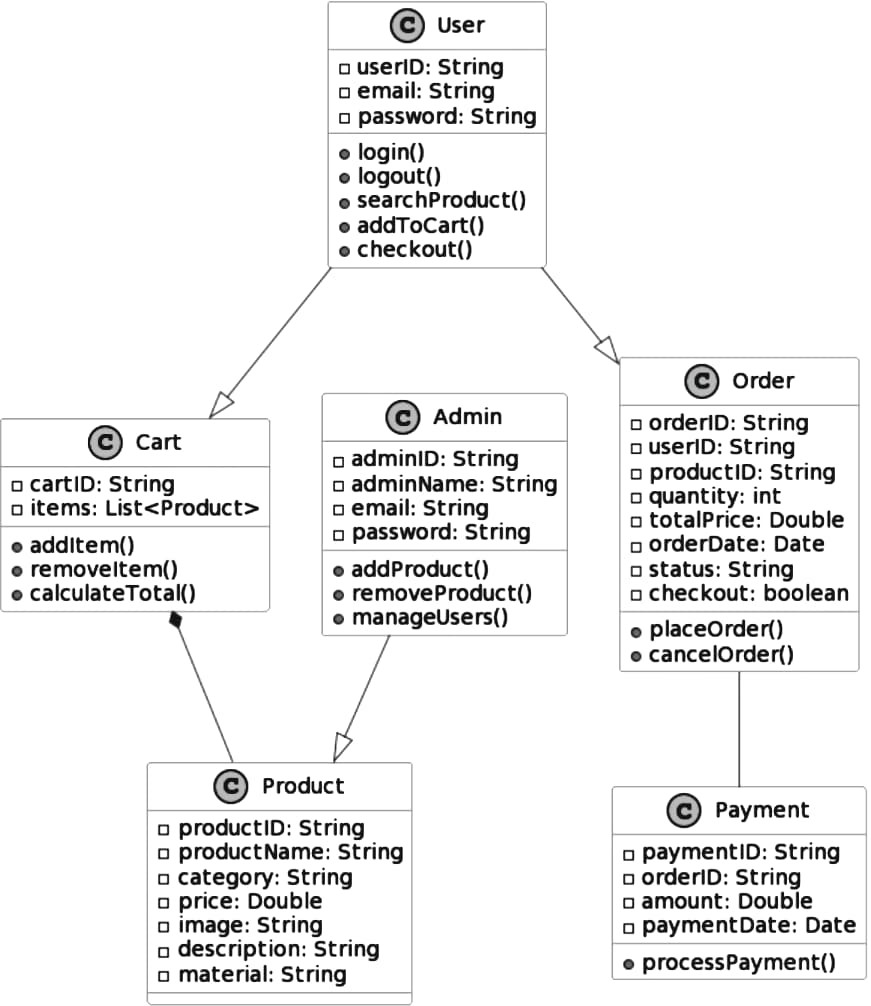 C User
userID: String
email: String
password: String
login()
logout()
searchProduct()
addToCart()
checkout()
C Cart
cartID: String
items: List<Product>
addItem()
removeItem()
calculateTotal()
C Admin
adminID: String
adminName: String
email: String
password: String
addProduct()
removeProduct()
manageUsers()
C Order
orderID: String
userID: String
productID: String
quantity: int
totalPrice: Double
orderDate: Date
status: String
checkout: boolean
placeOrder()
cancelOrder()
C Product
productID: String
productName: String
category: String
price: Double
image: String
description: String
material: String
C Payment
paymentID: String
orderID: String
amount: Double
paymentDate: Date
processPayment()